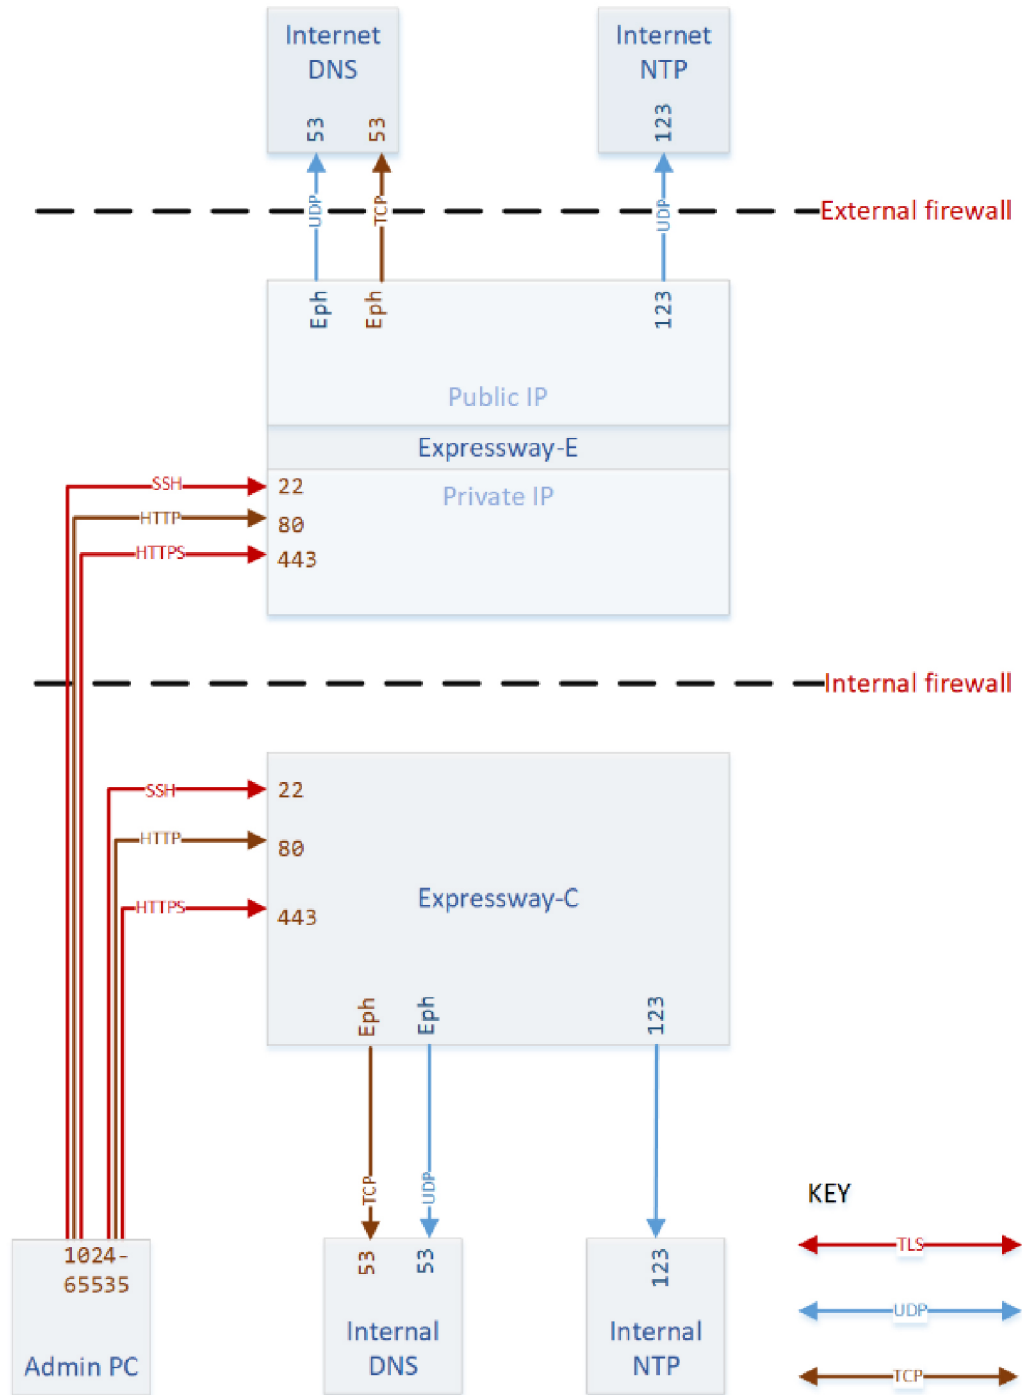 Internet
DNS
Internet
NTP
53
53
123
UDP
TCP
UDP
External firewall
Eph
Eph
123
Public IP
Expressway-E
Private IP
SSH
22
HTTP
80
HTTPS
443
Internal firewall
SSH
22
HTTP
80
HTTPS
443
Expressway-C
Eph
Eph
123
TCP
UDP
KEY
TLS
UDP
TCP
1024-
65535
Admin PC
53
53
Internal
DNS
123
Internal
NTP